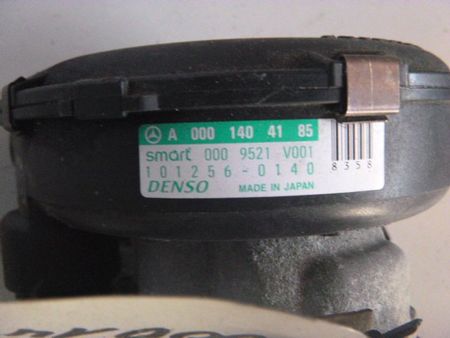 A 000 140 41 85
smart 000 9521 V001
101256-0140
DENSO MADE IN JAPAN
8358